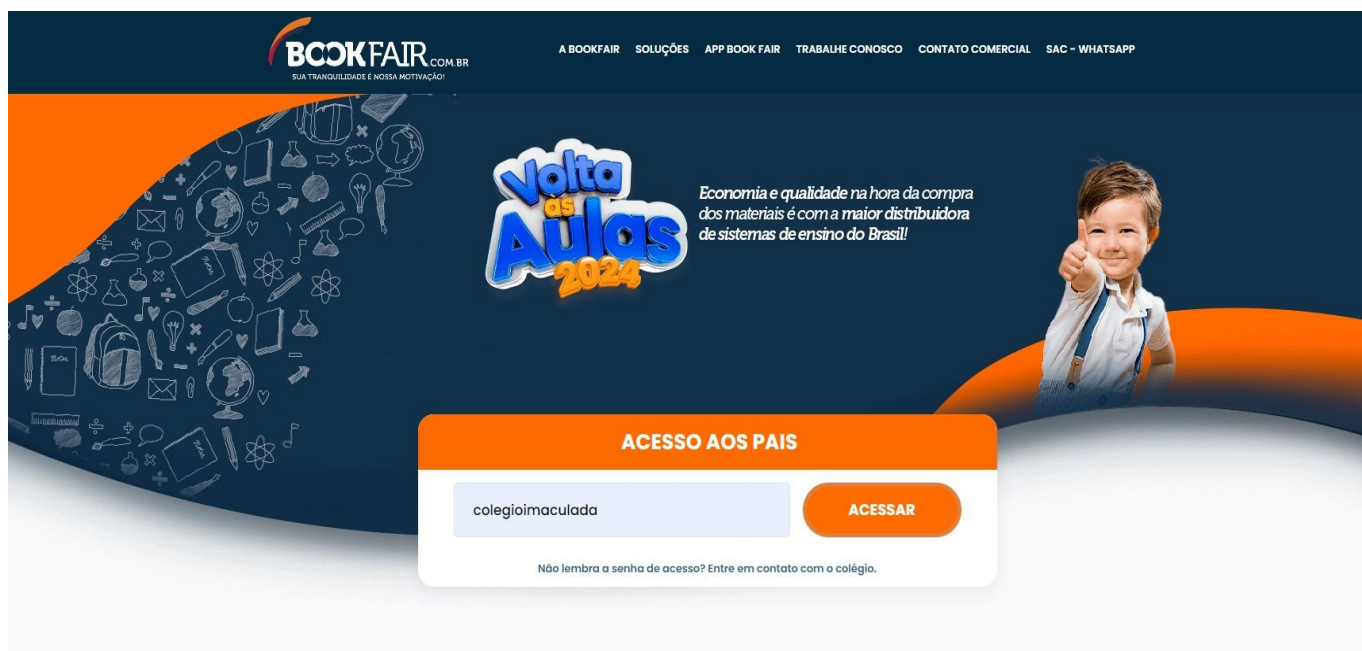 BOOKFAIR.COM.BR
SUA TRANQUILIDADE É NOSSA MOTIVAÇÃO!
A BOOKFAIR SOLUÇÕES APP BOOK FAIR TRABALHE CONOSCO CONTATO COMERCIAL SAC - WHATSAPP
Volta
às
Aulas
2024
Economia e qualidade na hora da compra
dos materiais é com a maior distribuidora
de sistemas de ensino do Brasil!
ACESSO AOS PAIS
colegioimaculada
ACESSAR
Não lembra a senha de acesso? Entre em contato com o colégio.